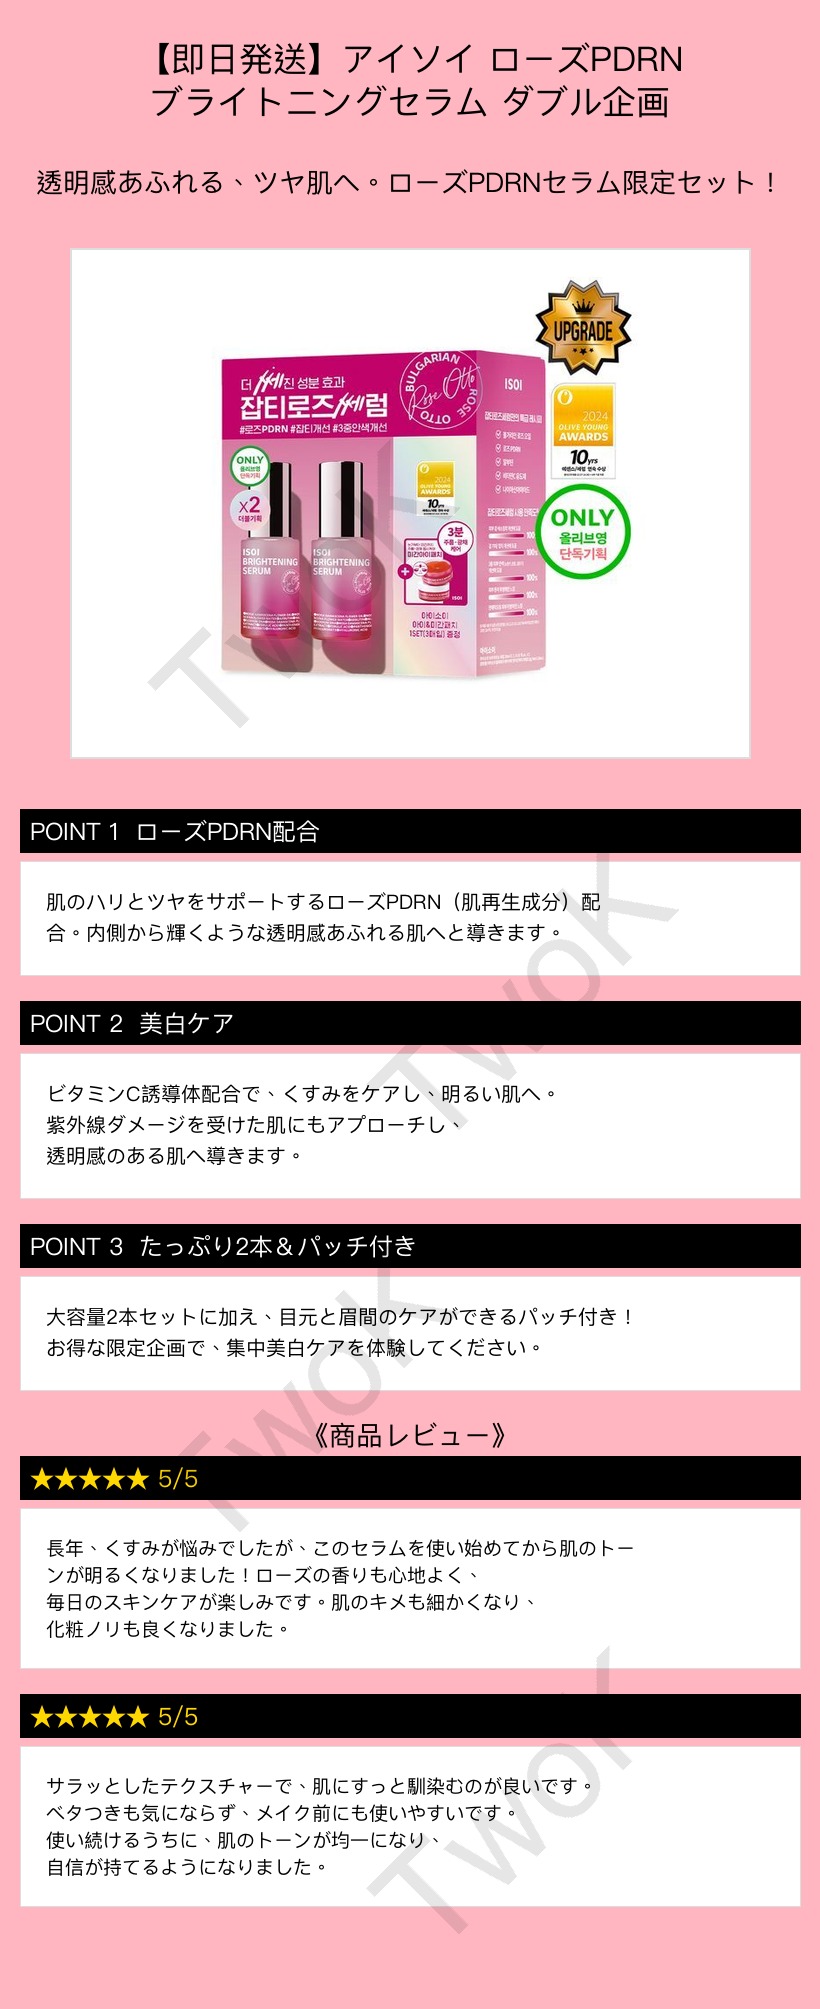 【即日発送】アイソイ ローズPDRN
ブライトニングセラム ダブル企画
透明感あふれる、ツヤ肌へ。ローズPDRNセラム限定セット！
UPGRADE
더 쎄진 성분 효과
잡티로즈쎄럼
#로즈PDRN #잡티개선 #3중안색개선
BULGARIAN ROSE OTTO
Rose Otto
ISOI
2024
OLIVE YOUNG
AWARDS
10yrs
ONLY
올리브영
단독기획
ONLY
올리브영
단독기획
x2
더블기획
ISOI
BRIGHTENING
SERUM
ISOI
BRIGHTENING
SERUM
2024
OLIVE YOUNG
AWARDS
10yrs
3분
주름·광채
케어
미간아이패치
ISOI
아이소이
아이&미간패치
1SET(3매입) 증정
100%
100%
100%
100%
100%
아이소이
TwoK
POINT 1 ローズPDRN配合
肌のハリとツヤをサポートするローズPDRN（肌再生成分）配
合。内側から輝くような透明感あふれる肌へと導きます。
TwoK
POINT 2 美白ケア
ビタミンC誘導体配合で、くすみをケアし、明るい肌へ。
紫外線ダメージを受けた肌にもアプローチし、
透明感のある肌へ導きます。
POINT 3 たっぷり2本＆パッチ付き
大容量2本セットに加え、目元と眉間のケアができるパッチ付き！
お得な限定企画で、集中美白ケアを体験してください。
TwoK
《商品レビュー》
★★★★★ 5/5
長年、くすみが悩みでしたが、このセラムを使い始めてから肌のトー
ンが明るくなりました！ローズの香りも心地よく、
毎日のスキンケアが楽しみです。肌のキメも細かくなり、
化粧ノリも良くなりました。
★★★★★ 5/5
サラッとしたテクスチャーで、肌にすっと馴染むのが良いです。
ベタつきも気にならず、メイク前にも使いやすいです。
使い続けるうちに、肌のトーンが均一になり、
自信が持てるようになりました。
TwoK